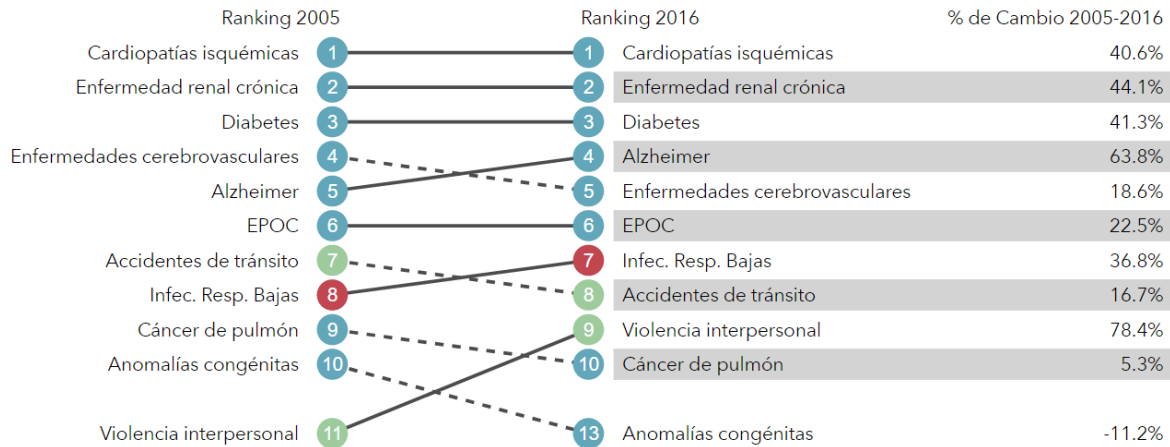 Ranking 2005 Ranking 2016 % de Cambio 2005-2016
Cardiopatías isquémicas 1 1 Cardiopatías isquémicas 40.6%
Enfermedad renal crónica 2 2 Enfermedad renal crónica 44.1%
Diabetes 3 3 Diabetes 41.3%
Enfermedades cerebrovasculares 4 4 Alzheimer 63.8%
Alzheimer 5 5 Enfermedades cerebrovasculares 18.6%
EPOC 6 6 EPOC 22.5%
Accidentes de tránsito 7 7 Infec. Resp. Bajas 36.8%
Infec. Resp. Bajas 8 8 Accidentes de tránsito 16.7%
Cáncer de pulmón 9 9 Violencia interpersonal 78.4%
Anomalías congénitas 10 10 Cáncer de pulmón 5.3%
Violencia interpersonal 11 13 Anomalías congénitas -11.2%